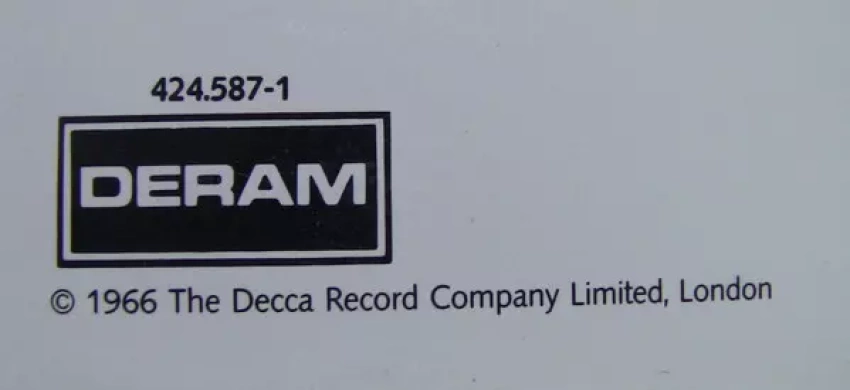 424.587-1
DERAM
© 1966 The Decca Record Company Limited, London